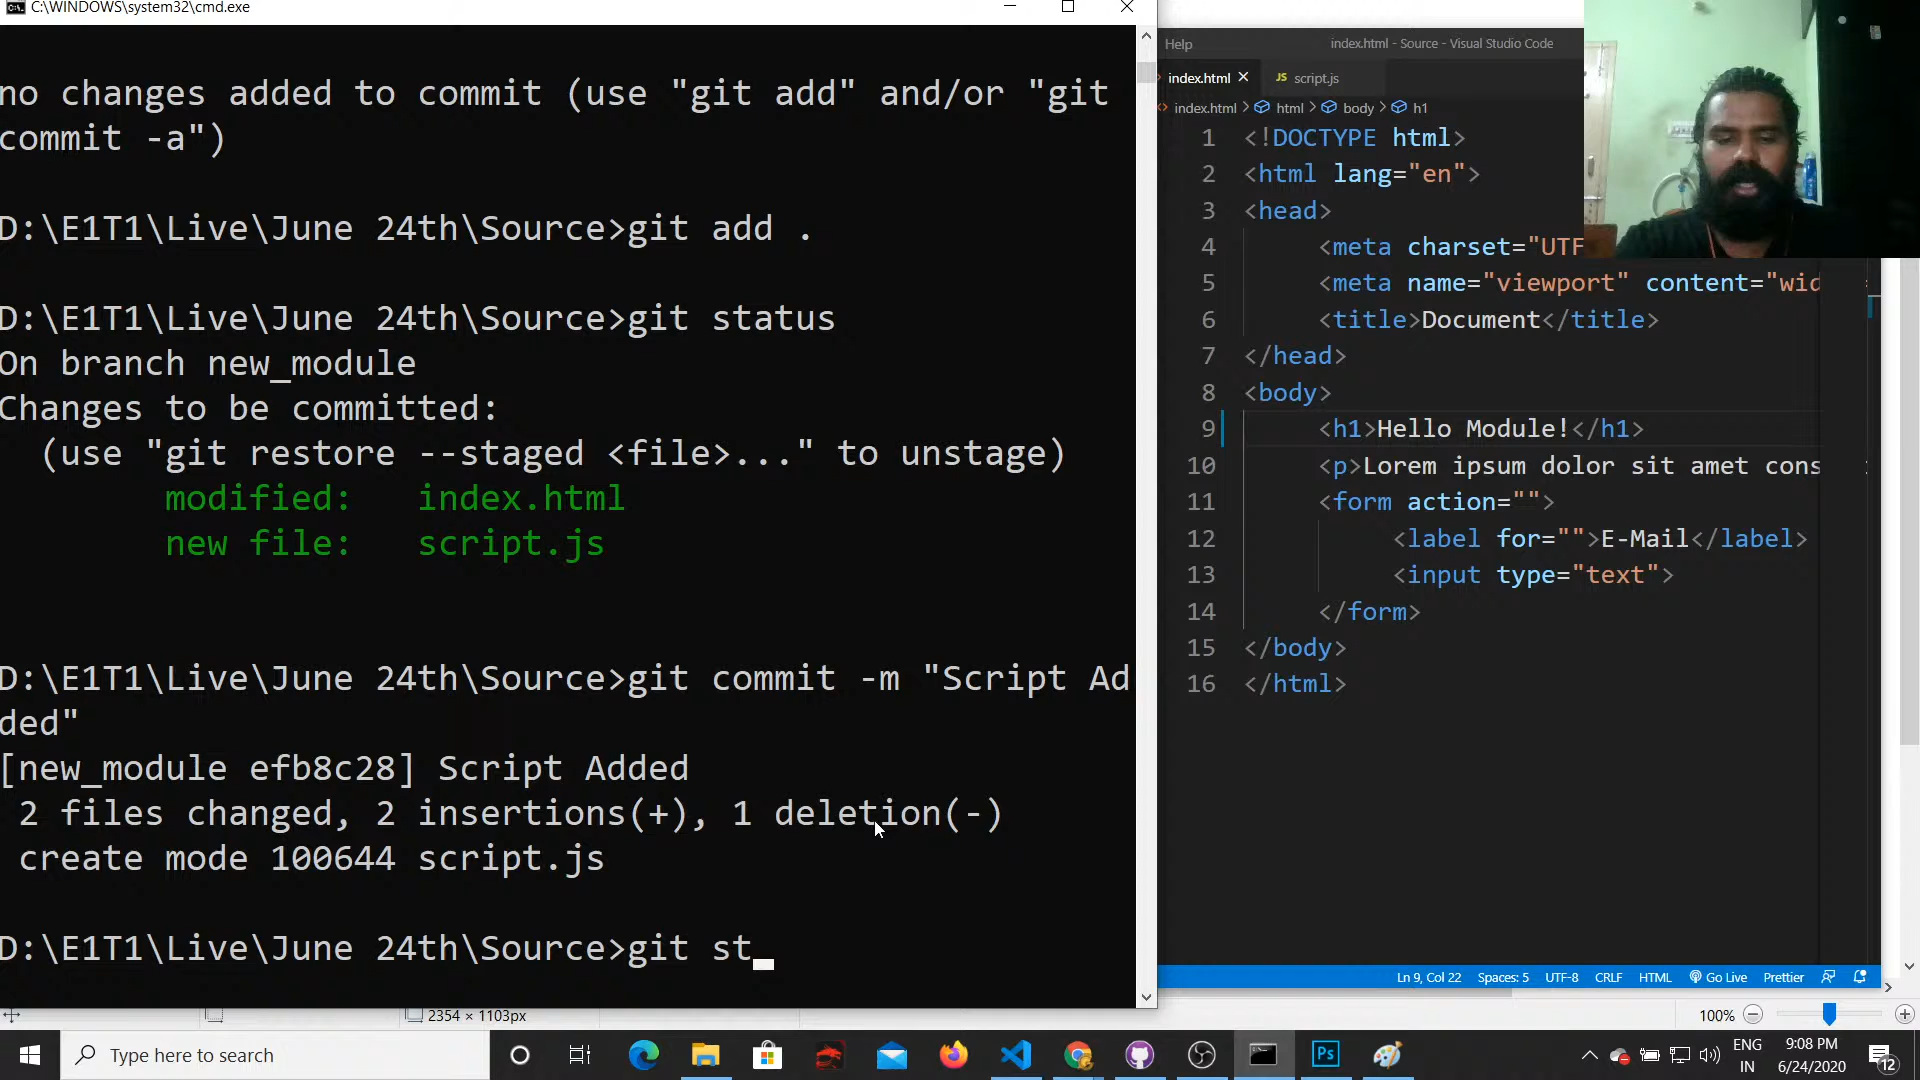 C:\WINDOWS\system32\cmd.exe
no changes added to commit (use "git add" and/or "git
commit -a")
D:\E1T1\Live\June 24th\Source>git add .
D:\E1T1\Live\June 24th\Source>git status
On branch new_module
Changes to be committed:
(use "git restore --staged <file>..." to unstage)
modified: index.html
new file: script.js
D:\E1T1\Live\June 24th\Source>git commit -m "Script Ad
ded"
[new_module efb8c28] Script Added
2 files changed, 2 insertions(+), 1 deletion(-)
create mode 100644 script.js
D:\E1T1\Live\June 24th\Source>git st
Help
index.html - Source - Visual Studio Code
index.html
JS script.js
index.html > html > body > h1
1 <!DOCTYPE html>
2 <html lang="en">
3 <head>
4 <meta charset="UTF
5 <meta name="viewport" content="wid
6 <title>Document</title>
7 </head>
8 <body>
9 <h1>Hello Module!</h1>
10 <p>Lorem ipsum dolor sit amet cons
11 <form action="">
12 <label for="">E-Mail</label>
13 <input type="text">
14 </form>
15 </body>
16 </html>
Ln 9, Col 22 Spaces: 5 UTF-8 CRLF HTML Go Live Prettier
2354 × 1103px
100%
Type here to search
Ps
ENG
IN
9:08 PM
6/24/2020
12